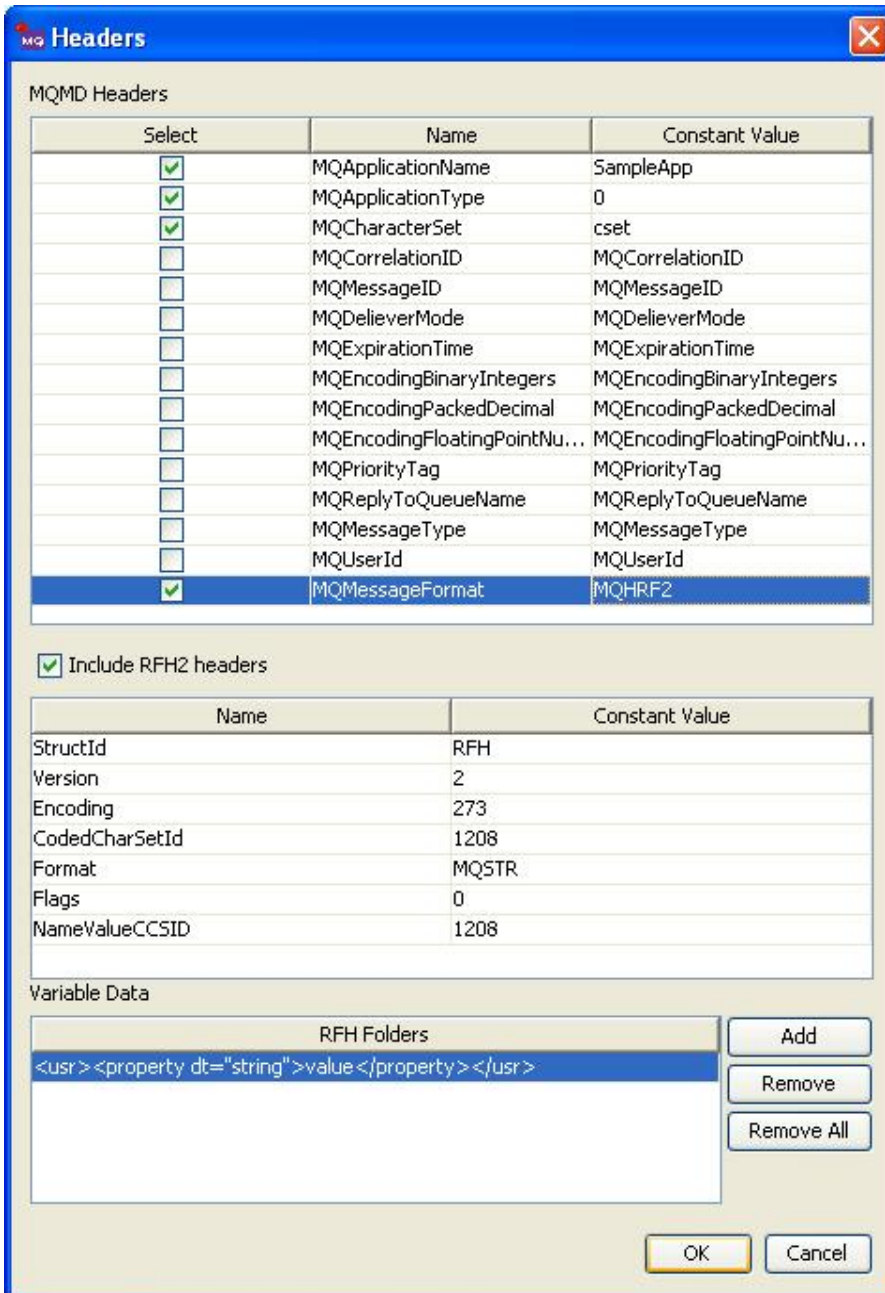 MQ Headers
MQMD Headers
Select Name Constant Value
MQApplicationName SampleApp
MQApplicationType 0
MQCharacterSet cset
MQCorrelationID MQCorrelationID
MQMessageID MQMessageID
MQDelieverMode MQDelieverMode
MQExpirationTime MQExpirationTime
MQEncodingBinaryIntegers MQEncodingBinaryIntegers
MQEncodingPackedDecimal MQEncodingPackedDecimal
MQEncodingFloatingPointNu... MQEncodingFloatingPointNu...
MQPriorityTag MQPriorityTag
MQReplyToQueueName MQReplyToQueueName
MQMessageType MQMessageType
MQUserId MQUserId
MQMessageFormat MQHRF2
Include RFH2 headers
Name Constant Value
StructId RFH
Version 2
Encoding 273
CodedCharSetId 1208
Format MQSTR
Flags 0
NameValueCCSID 1208
Variable Data
RFH Folders Add
<usr><property dt="string">value</property></usr>
Remove
Remove All
OK Cancel